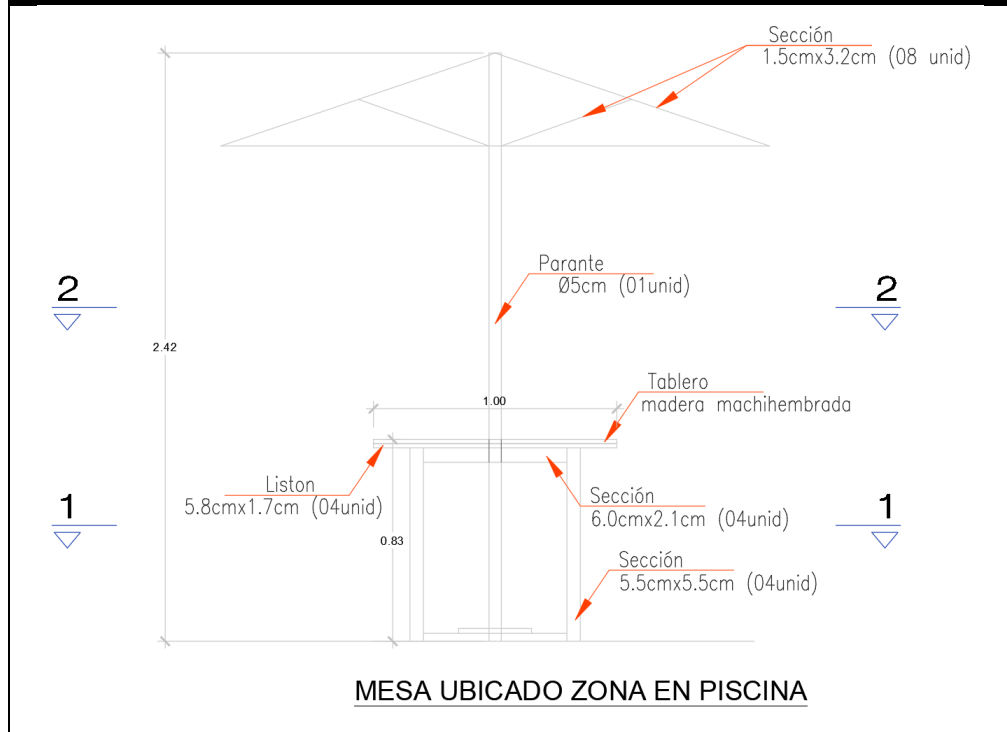 Sección
1.5cmx3.2cm (08 unid)
Parante
Ø5cm (01unid)
2
2
2.42
Tablero
madera machihembrada
1.00
Liston
5.8cmx1.7cm (04unid)
Sección
6.0cmx2.1cm (04unid)
1
1
0.83
Sección
5.5cmx5.5cm (04unid)
MESA UBICADO ZONA EN PISCINA